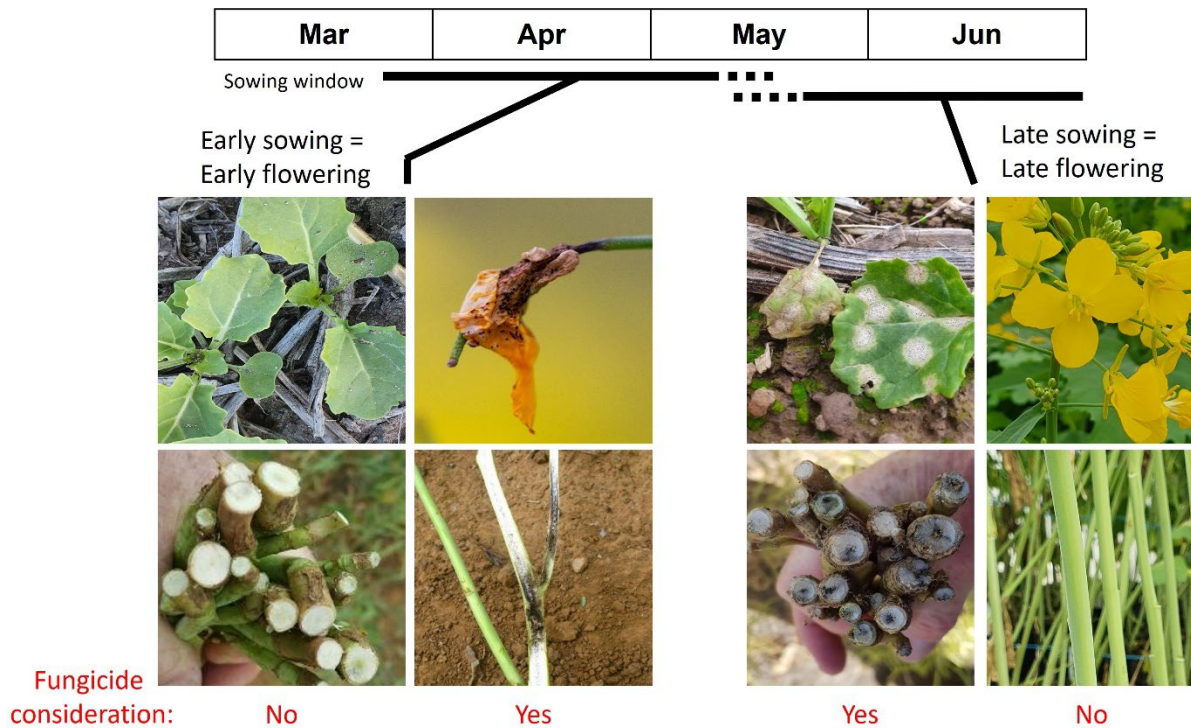 Mar Apr May Jun
Sowing window
Early sowing =
Early flowering
Late sowing =
Late flowering
Fungicide
consideration: No Yes Yes No